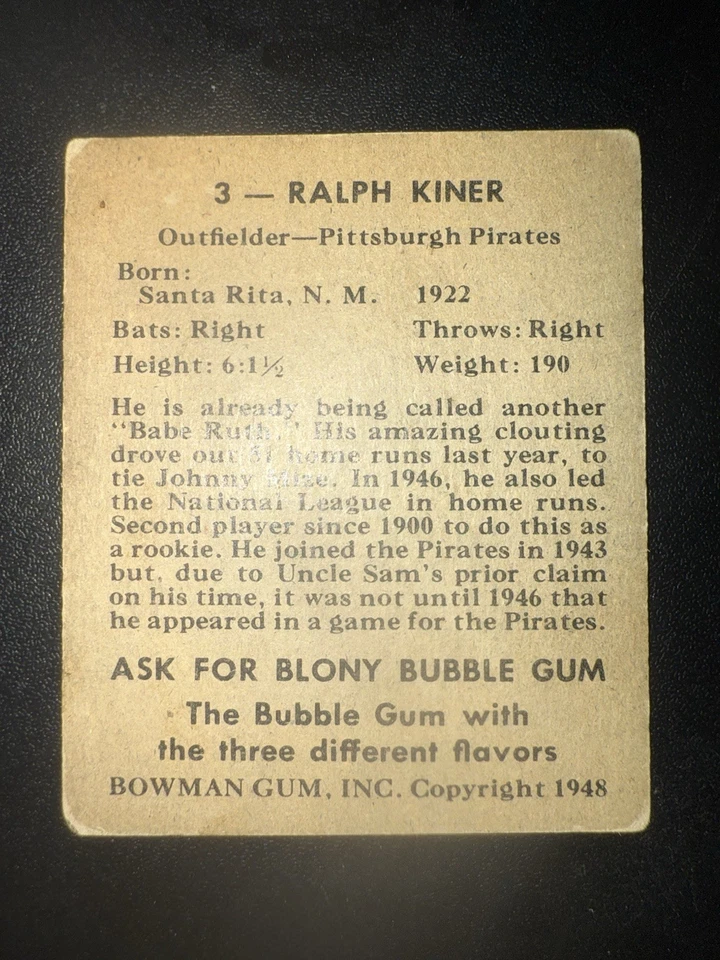 3 — RALPH KINER
Outfielder—Pittsburgh Pirates
Born:
Santa Rita, N. M. 1922
Bats: Right Throws: Right
Height: 6:1½ Weight: 190
He is already being called another
"Babe Ruth." His amazing clouting
drove out 51 home runs last year, to
tie Johnny Mize. In 1946, he also led
the National League in home runs.
Second player since 1900 to do this as
a rookie. He joined the Pirates in 1943
but, due to Uncle Sam's prior claim
on his time, it was not until 1946 that
he appeared in a game for the Pirates.
ASK FOR BLONY BUBBLE GUM
The Bubble Gum with
the three different flavors
BOWMAN GUM, INC. Copyright 1948